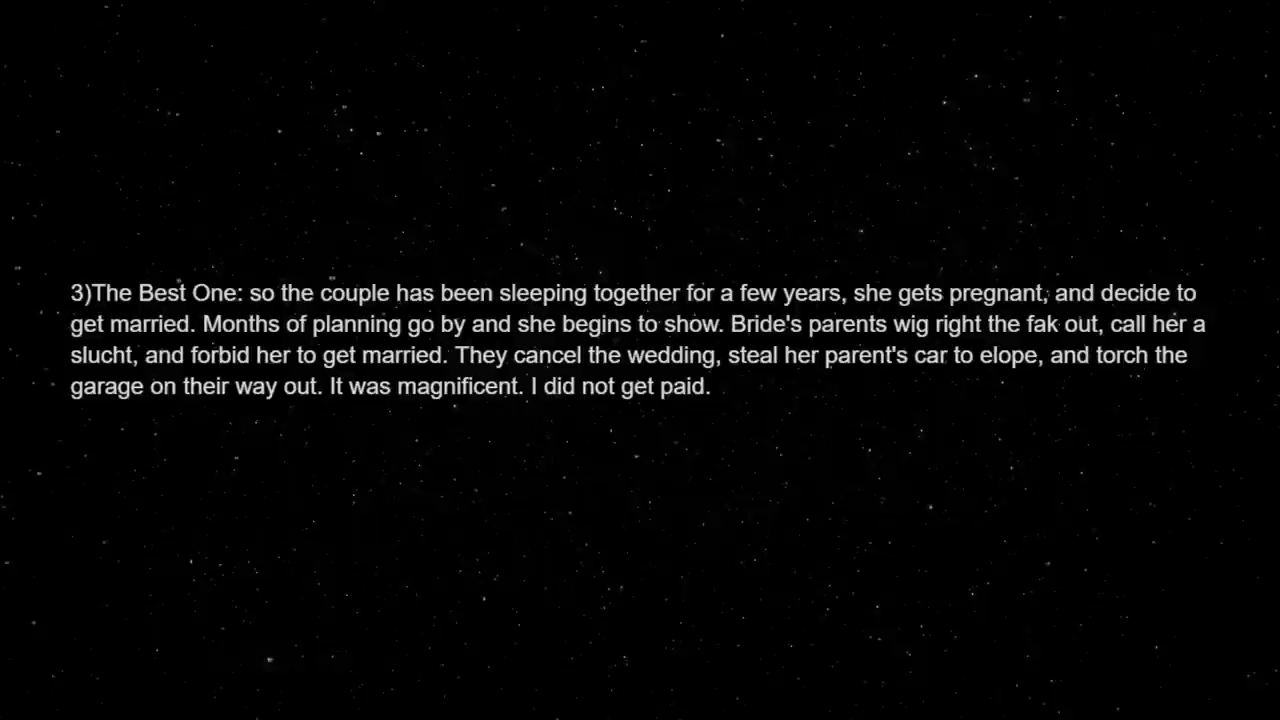 3)The Best One: so the couple has been sleeping together for a few years, she gets pregnant, and decide to
get married. Months of planning go by and she begins to show. Bride's parents wig right the fak out, call her a
slucht, and forbid her to get married. They cancel the wedding, steal her parent's car to elope, and torch the
garage on their way out. It was magnificent. I did not get paid.